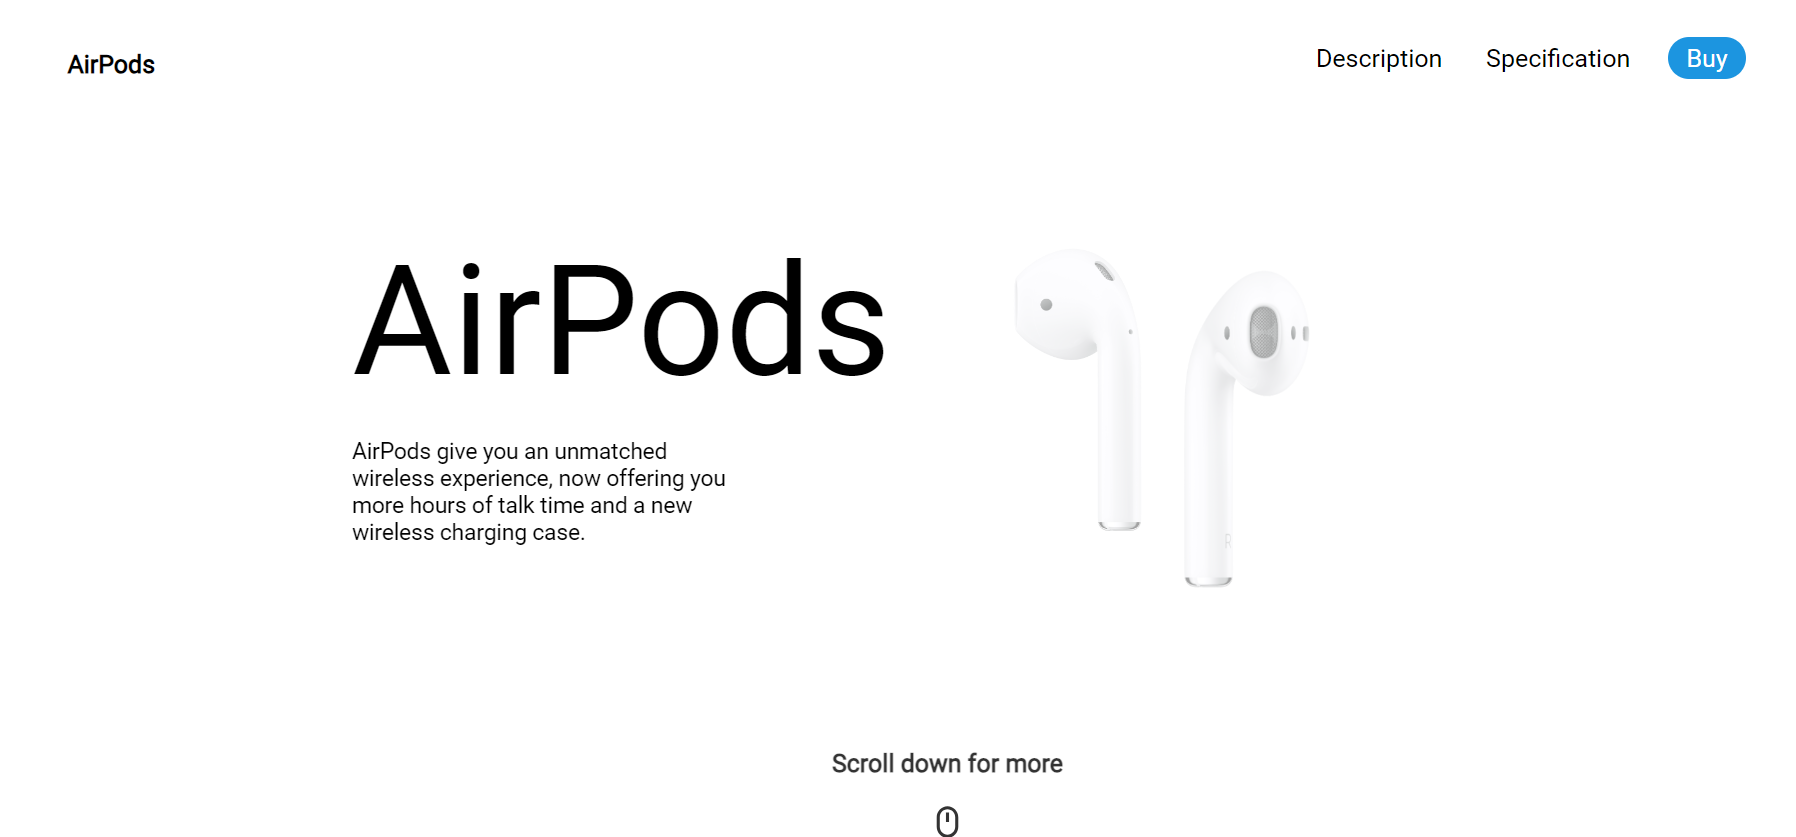 AirPods
Description
Specification
Buy
AirPods
AirPods give you an unmatched
wireless experience, now offering you
more hours of talk time and a new
wireless charging case.
R
Scroll down for more